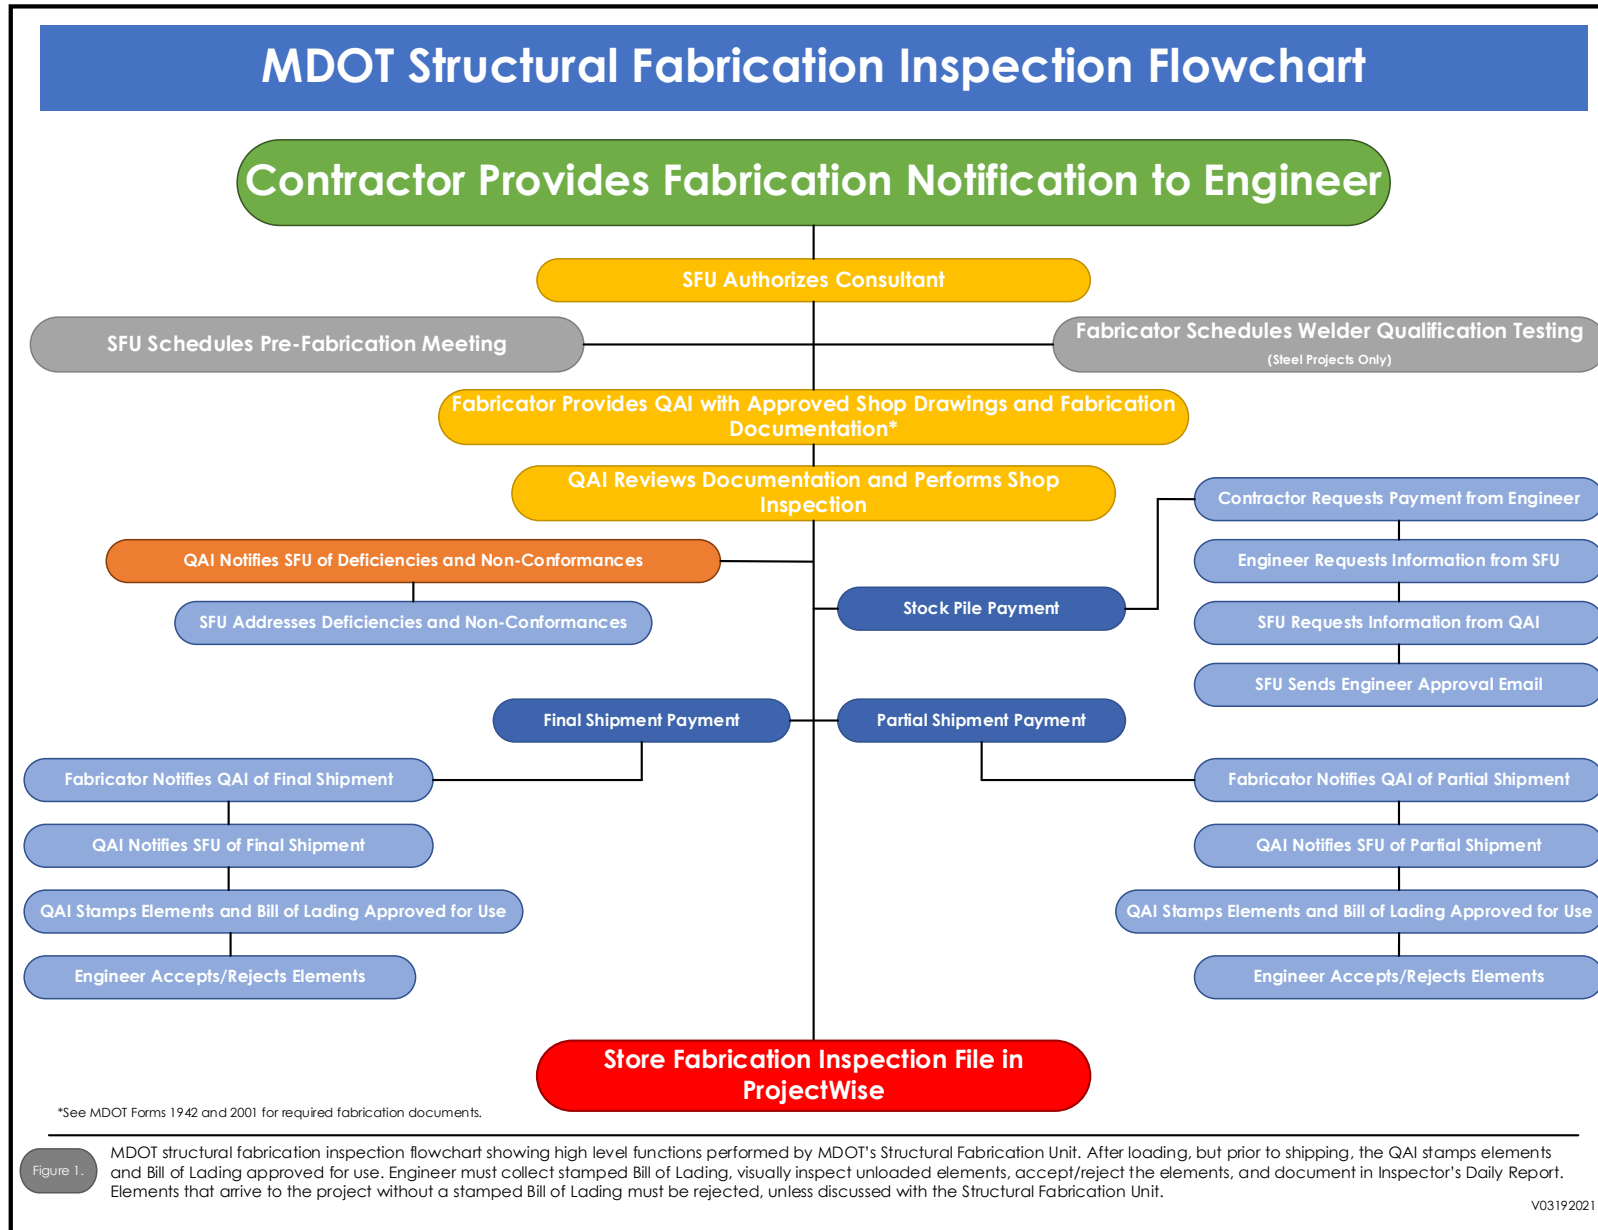 MDOT Structural Fabrication Inspection Flowchart
Contractor Provides Fabrication Notification to Engineer
SFU Authorizes Consultant
SFU Schedules Pre-Fabrication Meeting
Fabricator Schedules Welder Qualification Testing
(Steel Projects Only)
Fabricator Provides QAI with Approved Shop Drawings and Fabrication
Documentation*
QAI Reviews Documentation and Performs Shop
Inspection
Contractor Requests Payment from Engineer
QAI Notifies SFU of Deficiencies and Non-Conformances
Engineer Requests Information from SFU
SFU Addresses Deficiencies and Non-Conformances
Stock Pile Payment
SFU Requests Information from QAI
SFU Sends Engineer Approval Email
Final Shipment Payment
Partial Shipment Payment
Fabricator Notifies QAI of Final Shipment
Fabricator Notifies QAI of Partial Shipment
QAI Notifies SFU of Final Shipment
QAI Notifies SFU of Partial Shipment
QAI Stamps Elements and Bill of Lading Approved for Use
QAI Stamps Elements and Bill of Lading Approved for Use
Engineer Accepts/Rejects Elements
Engineer Accepts/Rejects Elements
Store Fabrication Inspection File in
ProjectWise
*See MDOT Forms 1942 and 2001 for required fabrication documents.
Figure 1.
MDOT structural fabrication inspection flowchart showing high level functions performed by MDOT's Structural Fabrication Unit. After loading, but prior to shipping, the QAI stamps elements
and Bill of Lading approved for use. Engineer must collect stamped Bill of Lading, visually inspect unloaded elements, accept/reject the elements, and document in Inspector's Daily Report.
Elements that arrive to the project without a stamped Bill of Lading must be rejected, unless discussed with the Structural Fabrication Unit.
V03192021